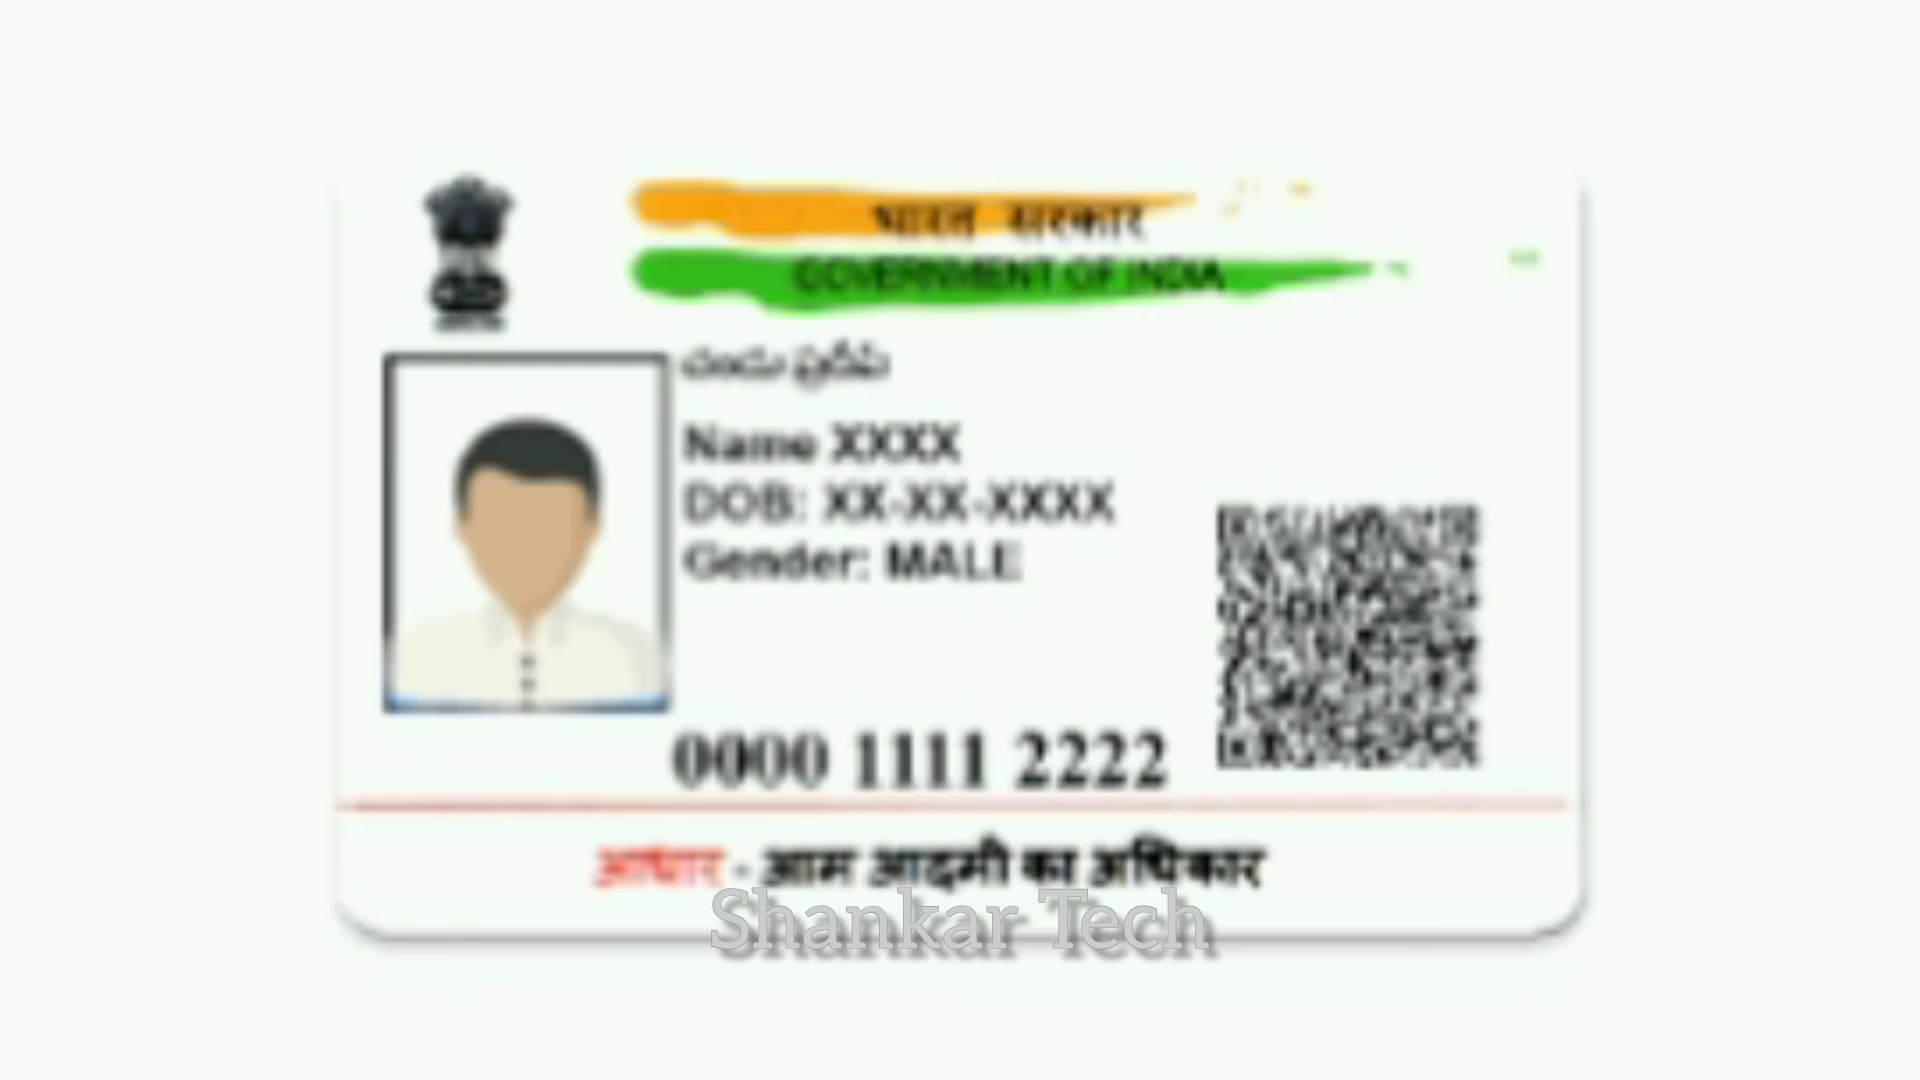 भारत सरकार
GOVERNMENT OF INDIA
చందు ప్రదీప్
Name XXXX
DOB: XX-XX-XXXX
Gender: MALE
0000 1111 2222
आधार - आम आदमी का अधिकार
Shankar Tech